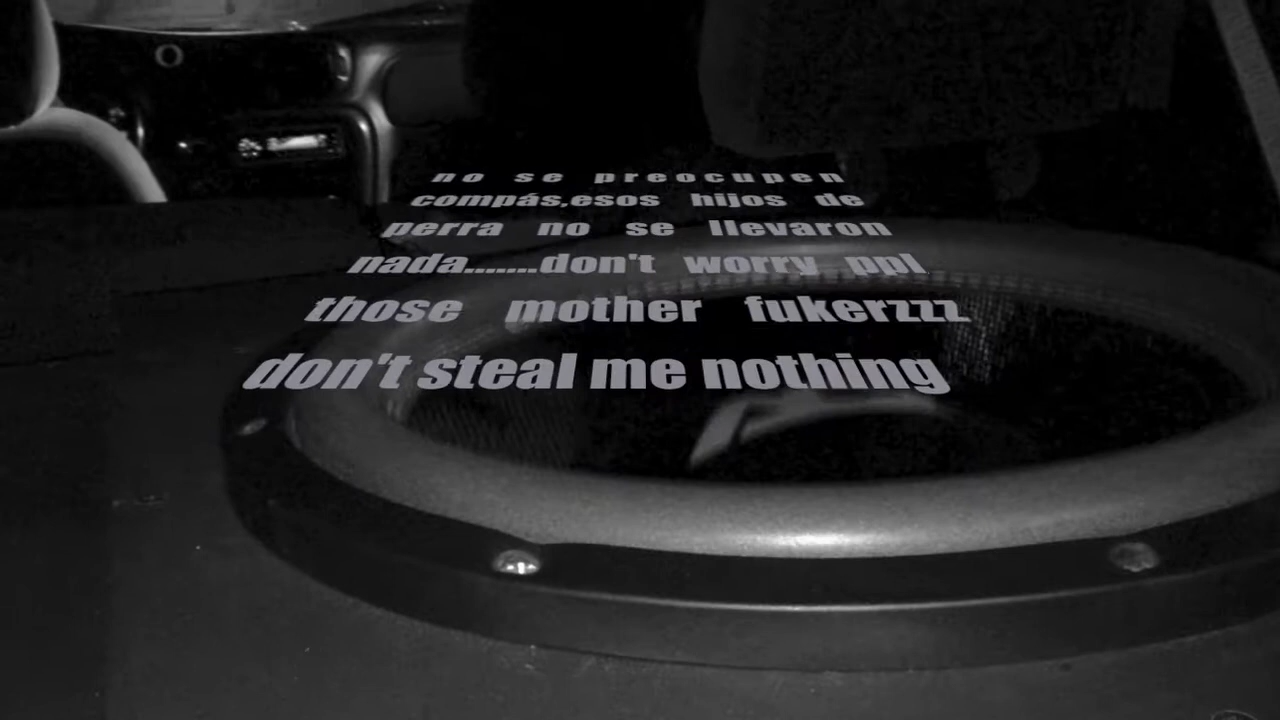 no se preocupen
compás,esos hijos de
perra no se llevaron
nada.......don't worry ppl
those mother fukerzzz
don't steal me nothing